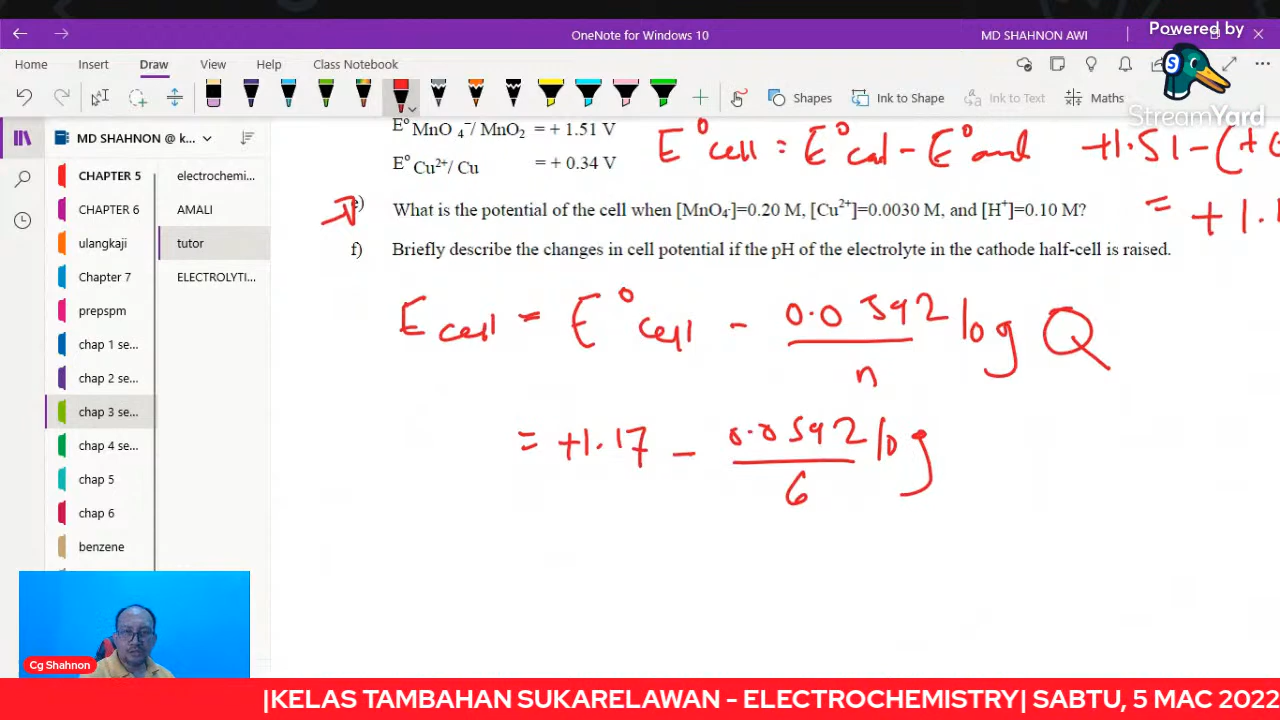 Powered by
StreamYard
OneNote for Windows 10
MD SHAHNON AWI
Home Insert Draw View Help Class Notebook
Shapes Ink to Shape Ink to Text Maths
MD SHAHNON @ k...
CHAPTER 5
CHAPTER 6
ulangkaji
Chapter 7
prepspm
chap 1 se...
chap 2 se...
chap 3 se...
chap 4 se...
chap 5
chap 6
benzene
electrochemi...
AMALI
tutor
ELECTROLYTI...
E° MnO 4⁻/ MnO₂ = + 1.51 V
E° Cu²⁺/ Cu = + 0.34 V
E° cell = E° cat - E° and +1.51 - (+0
= +1.1
e) What is the potential of the cell when [MnO₄⁻]=0.20 M, [Cu²⁺]=0.0030 M, and [H⁺]=0.10 M?
f) Briefly describe the changes in cell potential if the pH of the electrolyte in the cathode half-cell is raised.
E cell = E° cell - 0.0592/n log Q
= +1.17 - 0.0592/6 log
Cg Shahnon
|KELAS TAMBAHAN SUKARELAWAN - ELECTROCHEMISTRY| SABTU, 5 MAC 2022